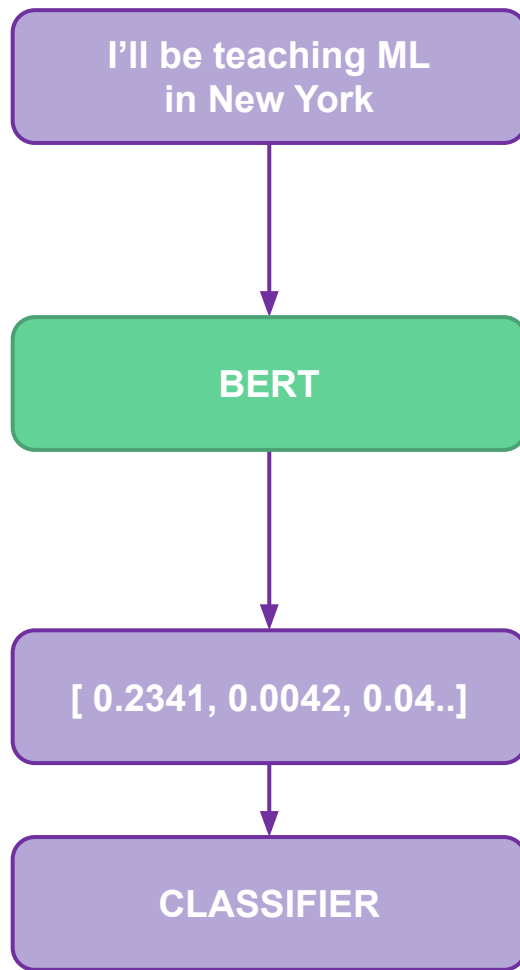 I’ll be teaching ML
in New York
BERT
[ 0.2341, 0.0042, 0.04..]
CLASSIFIER